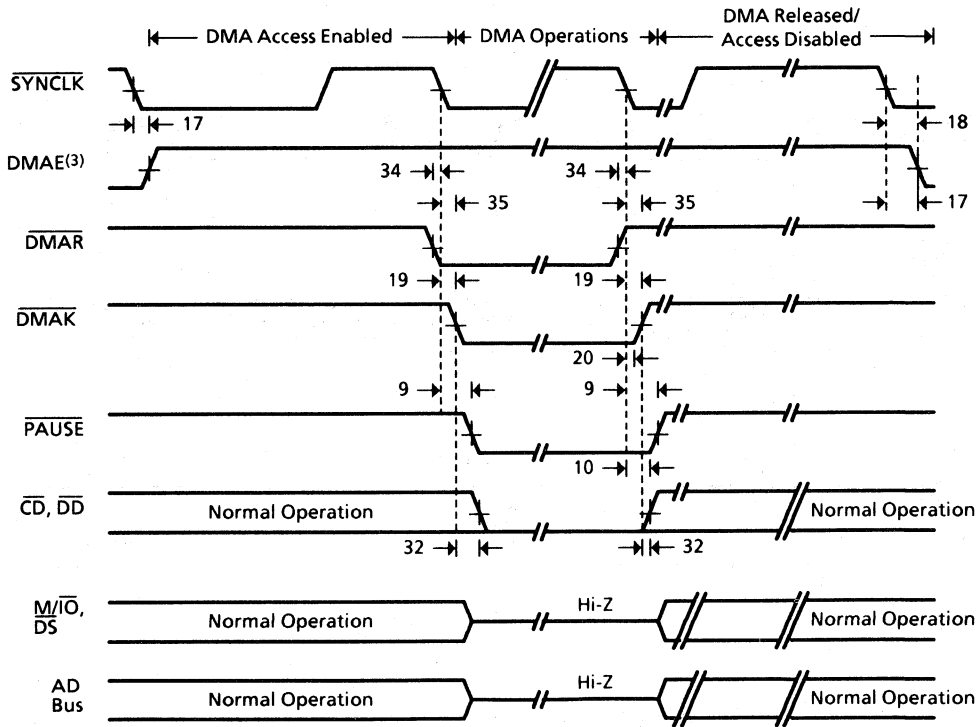 DMA Access Enabled
DMA Operations
DMA Released/
Access Disabled
SYNCLK
17
18
DMAE(3)
34
34
35
35
17
DMAR
19
19
DMAK
20
9
9
PAUSE
10
CD, DD
Normal Operation
Normal Operation
32
32
M/IO,
DS
Normal Operation
Hi-Z
Normal Operation
AD
Bus
Normal Operation
Hi-Z
Normal Operation